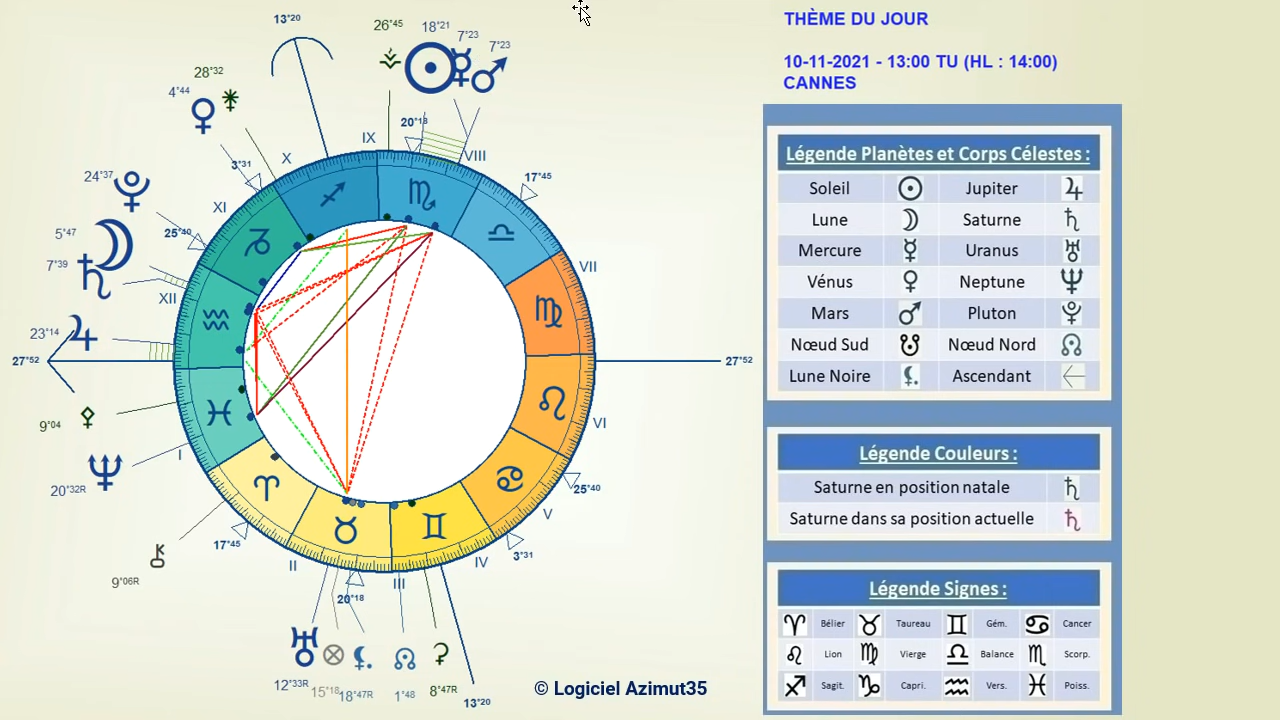 THÈME DU JOUR
10-11-2021 - 13:00 TU (HL : 14:00)
CANNES
13°20
26°45
18°21
7°23
7°23
28°32
4°44
20°18
IX
VIII
X
3°31
17°45
24°37
XI
5°47
25°40
VII
7°39
XII
23°14
27°52
27°52
9°04
VI
I
20°32R
25°40
V
17°45
3°31
9°06R
II
III
IV
20°18
12°33R
15°18
18°47R
1°48
8°47R
13°20
© Logiciel Azimut35
Légende Planètes et Corps Célestes :
Soleil Jupiter
Lune Saturne
Mercure Uranus
Vénus Neptune
Mars Pluton
Nœud Sud Nœud Nord
Lune Noire Ascendant
Légende Couleurs :
Saturne en position natale
Saturne dans sa position actuelle
Légende Signes :
Bélier Taureau Gém. Cancer
Lion Vierge Balance Scorp.
Sagit. Capri. Vers. Poiss.